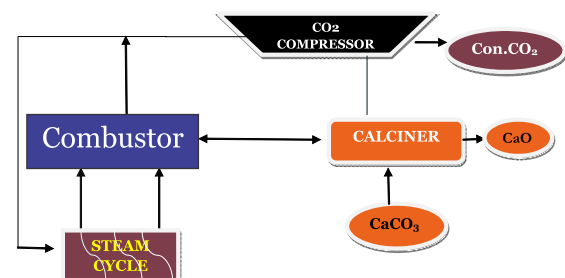 CO2
COMPRESSOR
Con.CO₂
Combustor
CALCINER
CaO
CaCO₃
STEAM
CYCLE